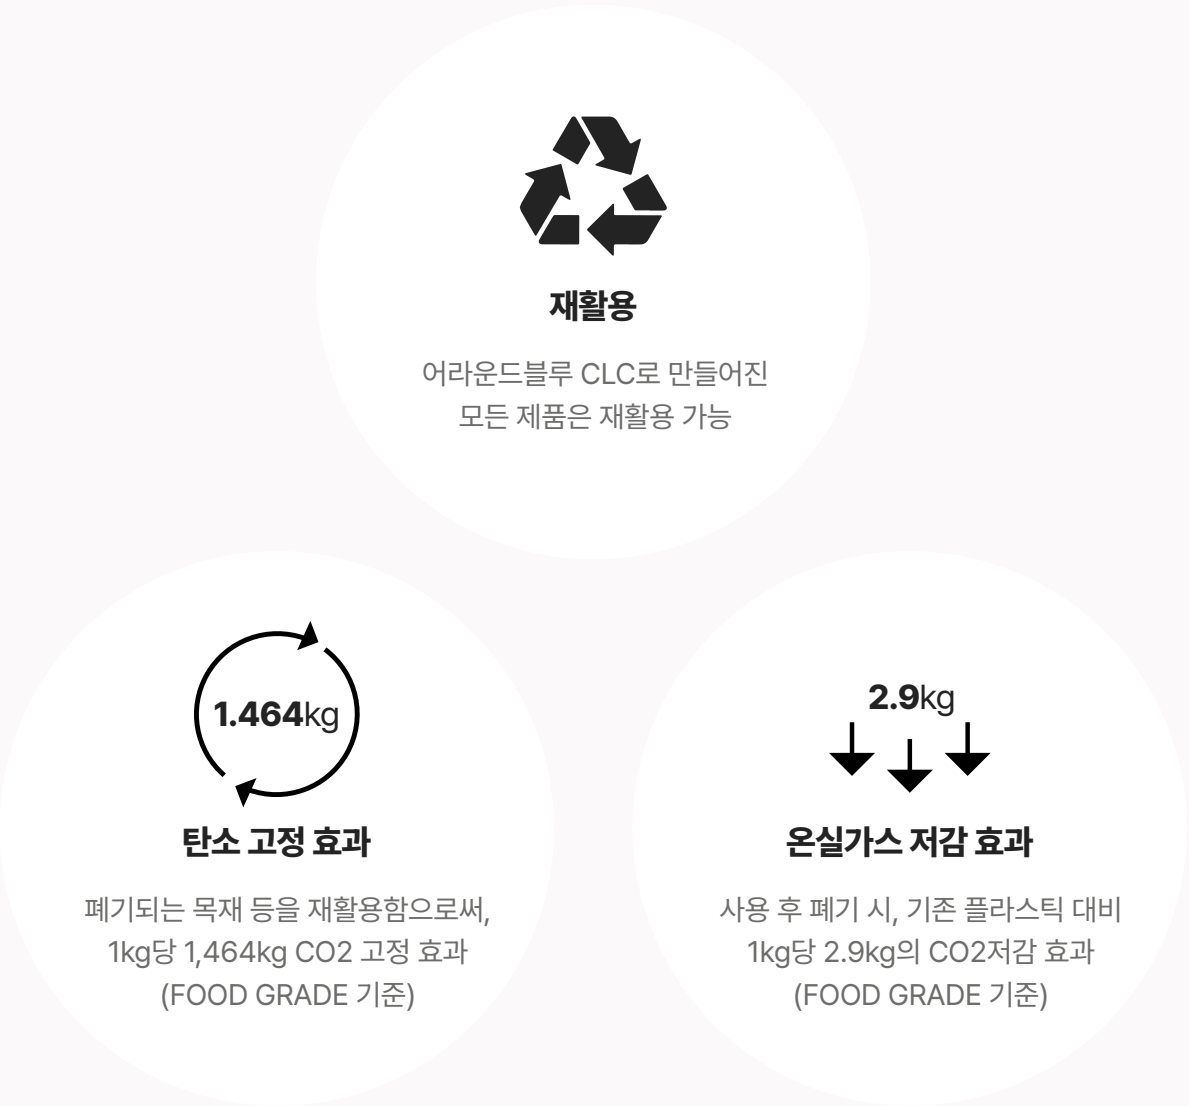 재활용
어라운드블루 CLC로 만들어진
모든 제품은 재활용 가능
1.464kg
탄소 고정 효과
폐기되는 목재 등을 재활용함으로써,
1kg당 1,464kg CO2 고정 효과
(FOOD GRADE 기준)
2.9kg
온실가스 저감 효과
사용 후 폐기 시, 기존 플라스틱 대비
1kg당 2.9kg의 CO2저감 효과
(FOOD GRADE 기준)